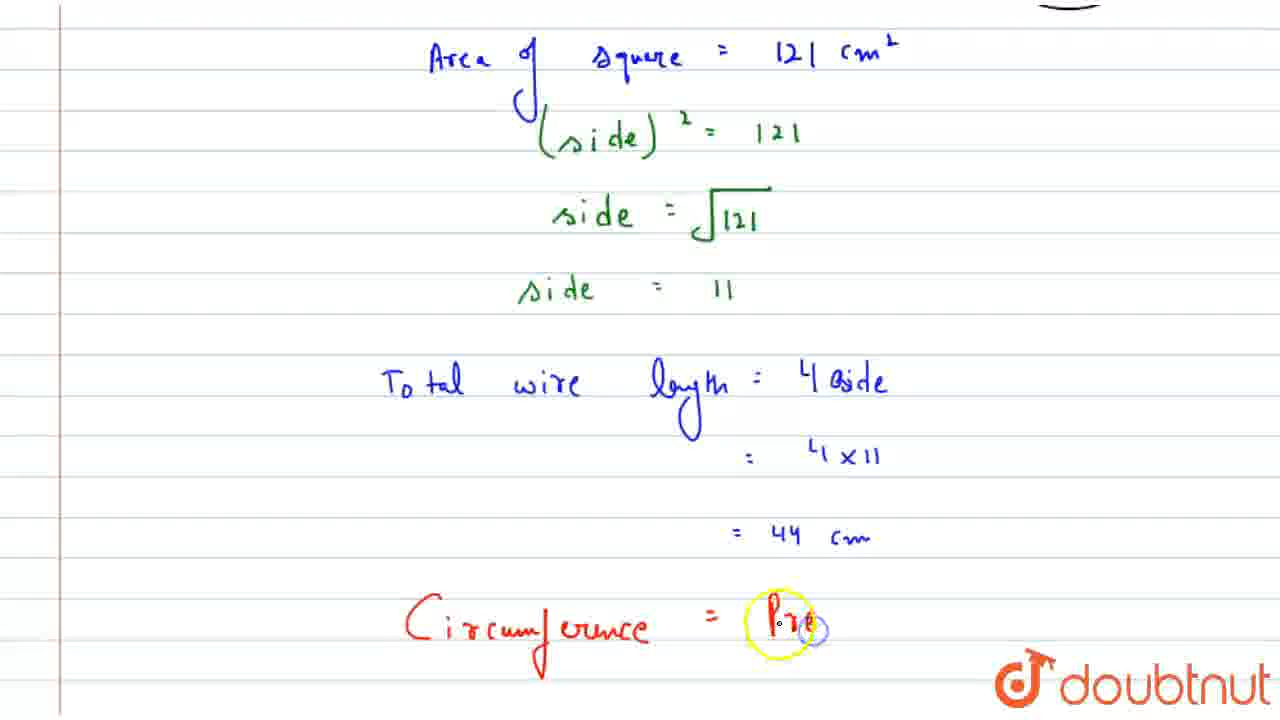 Area of square = 121 cm²
(side)² = 121
side = √121
side = 11
Total wire length = 4 side
= 4 × 11
= 44 cm
Circumference = Pre
doubtnut